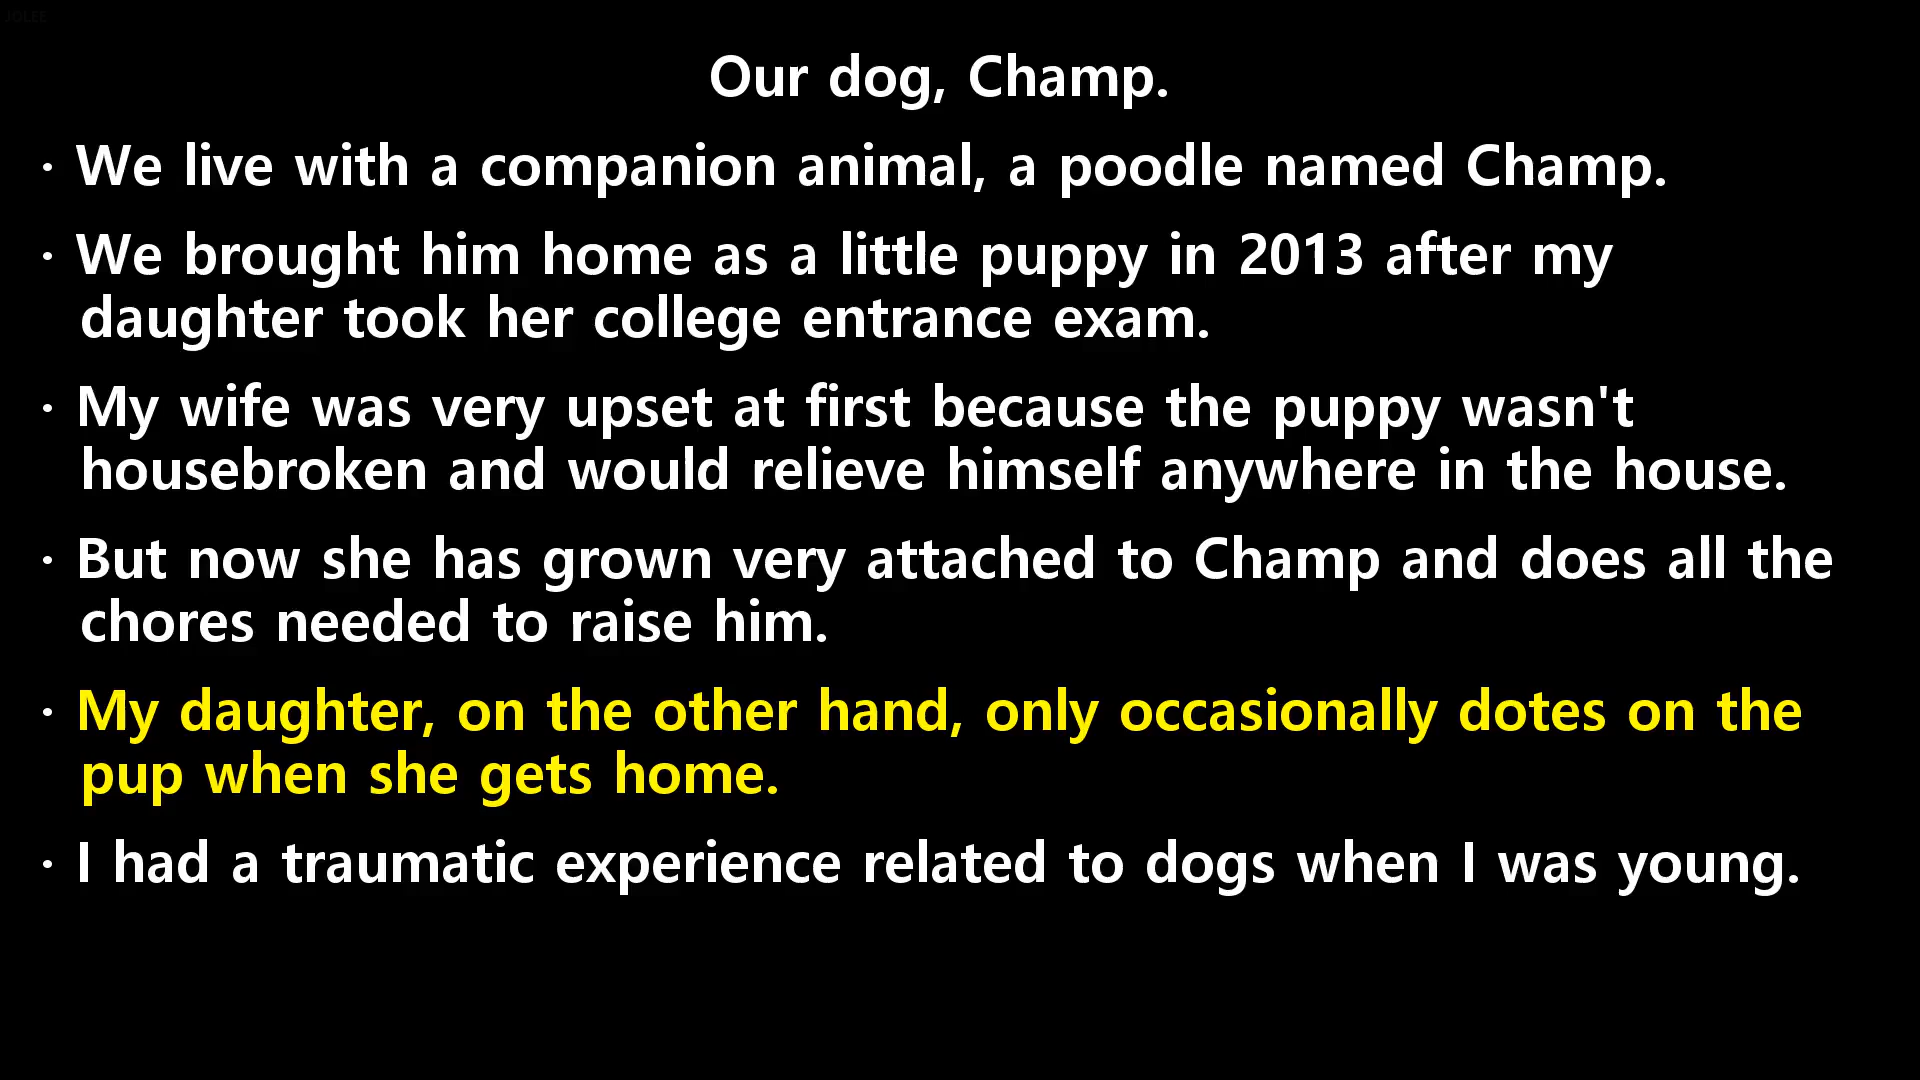 JOLEE
Our dog, Champ.
· We live with a companion animal, a poodle named Champ.
· We brought him home as a little puppy in 2013 after my
daughter took her college entrance exam.
· My wife was very upset at first because the puppy wasn't
housebroken and would relieve himself anywhere in the house.
· But now she has grown very attached to Champ and does all the
chores needed to raise him.
· My daughter, on the other hand, only occasionally dotes on the
pup when she gets home.
· I had a traumatic experience related to dogs when I was young.